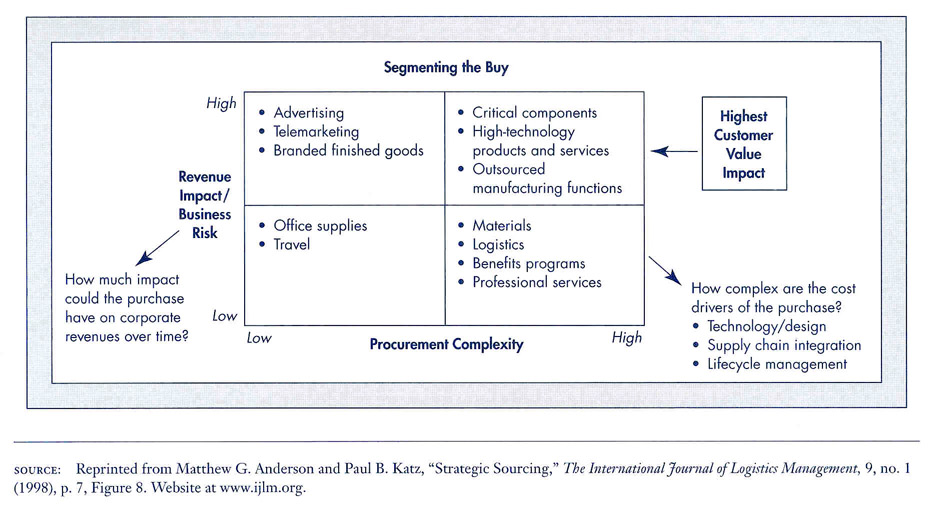 Segmenting the Buy
High
• Advertising
• Telemarketing
• Branded finished goods
• Critical components
• High-technology
products and services
• Outsourced
manufacturing functions
Highest
Customer
Value
Impact
Revenue
Impact/
Business
Risk
• Office supplies
• Travel
• Materials
• Logistics
• Benefits programs
• Professional services
How much impact
could the purchase
have on corporate
revenues over time?
How complex are the cost
drivers of the purchase?
• Technology/design
• Supply chain integration
• Lifecycle management
Low
Low
Procurement Complexity
High
SOURCE: Reprinted from Matthew G. Anderson and Paul B. Katz, “Strategic Sourcing,” The International Journal of Logistics Management, 9, no. 1
(1998), p. 7, Figure 8. Website at www.ijlm.org.